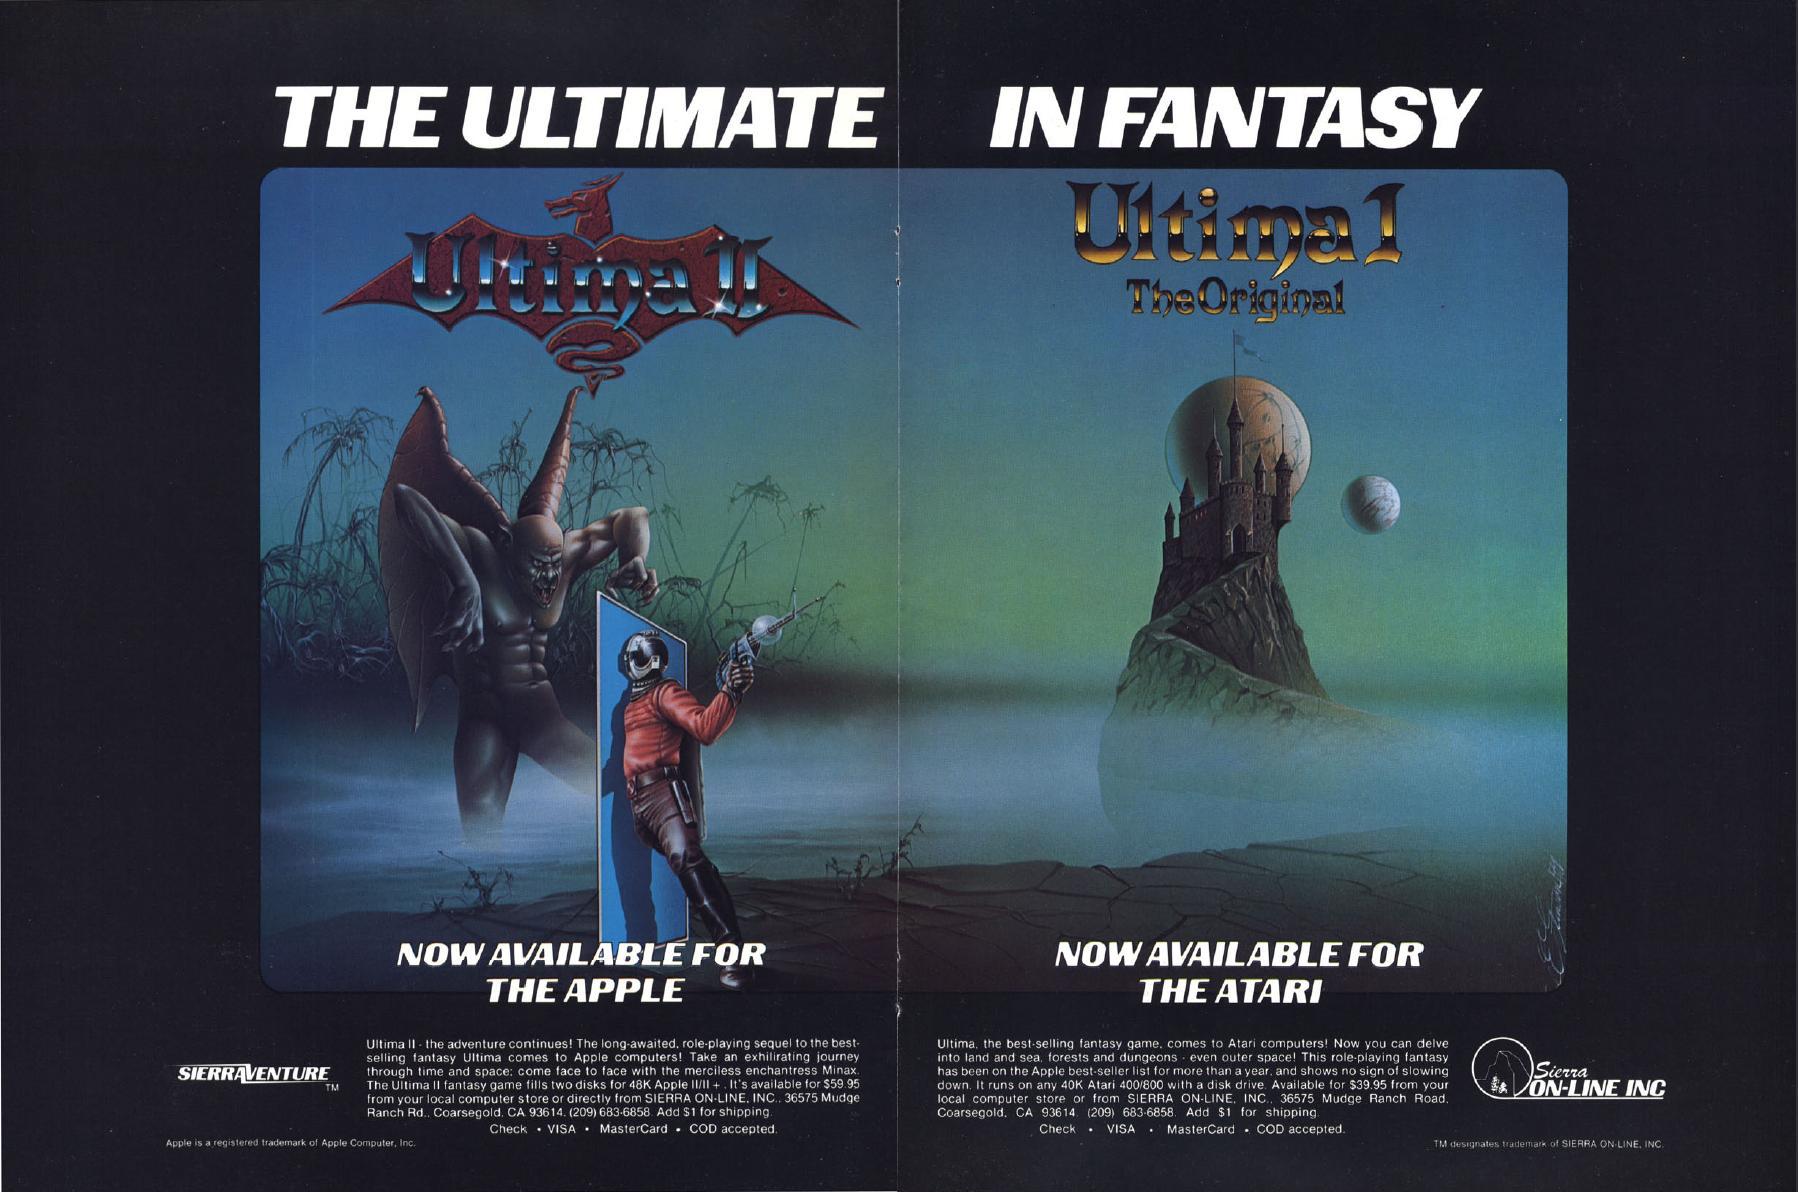 THE ULTIMATE IN FANTASY
Ultima II
Ultima I
The Original
NOW AVAILABLE FOR
THE APPLE
NOW AVAILABLE FOR
THE ATARI
SIERRAVENTURE
TM
Ultima II - the adventure continues! The long-awaited, role-playing sequel to the best-
selling fantasy Ultima comes to Apple computers! Take an exhilirating journey
through time and space; come face to face with the merciless enchantress Minax.
The Ultima II fantasy game fills two disks for 48K Apple II/II +. It's available for $59.95
from your local computer store or directly from SIERRA ON-LINE, INC., 36575 Mudge
Ranch Rd., Coarsegold, CA 93614, (209) 683-6858. Add $1 for shipping.
Check • VISA • MasterCard • COD accepted.
Apple is a registered trademark of Apple Computer, Inc.
Ultima, the best-selling fantasy game, comes to Atari computers! Now you can delve
into land and sea, forests and dungeons - even outer space! This role-playing fantasy
has been on the Apple best-seller list for more than a year, and shows no sign of slowing
down. It runs on any 40K Atari 400/800 with a disk drive. Available for $39.95 from your
local computer store or from SIERRA ON-LINE, INC., 36575 Mudge Ranch Road,
Coarsegold, CA 93614, (209) 683-6858. Add $1 for shipping.
Check • VISA • MasterCard • COD accepted.
Sierra
ON-LINE INC
TM designates trademark of SIERRA ON-LINE, INC.